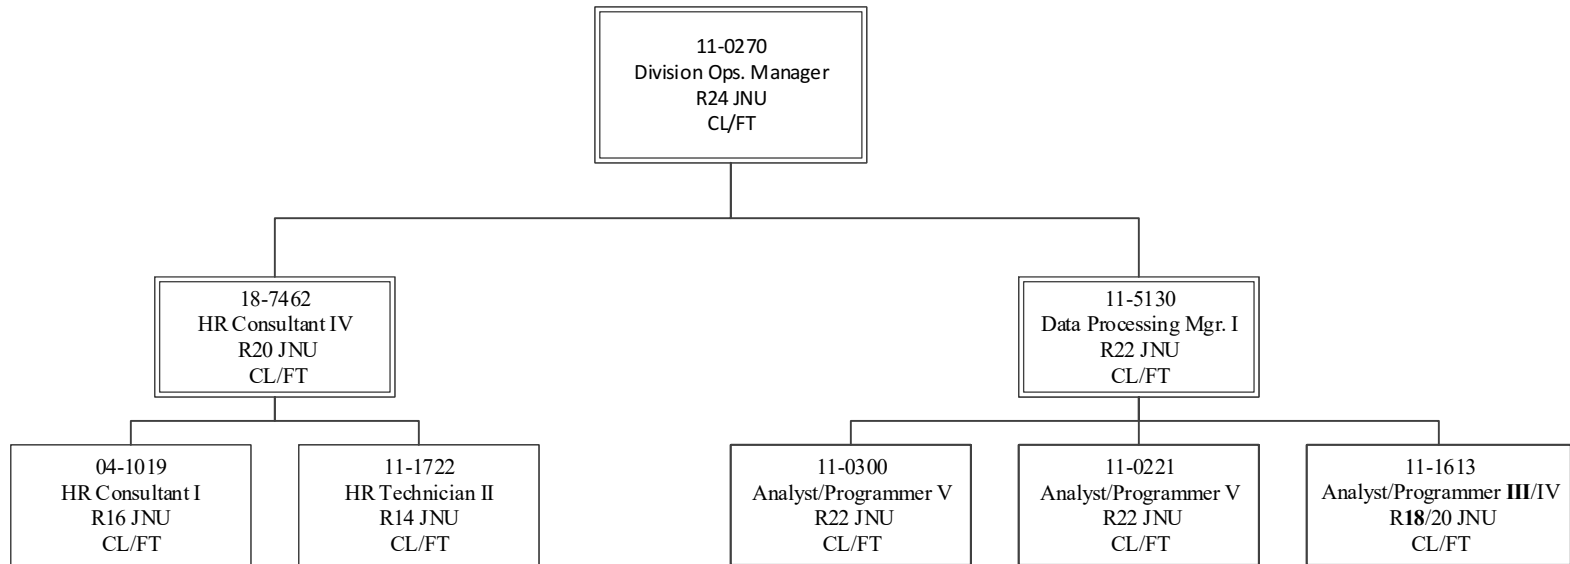 11-0270
Division Ops. Manager
R24 JNU
CL/FT
18-7462
HR Consultant IV
R20 JNU
CL/FT
11-5130
Data Processing Mgr. I
R22 JNU
CL/FT
04-1019
HR Consultant I
R16 JNU
CL/FT
11-1722
HR Technician II
R14 JNU
CL/FT
11-0300
Analyst/Programmer V
R22 JNU
CL/FT
11-0221
Analyst/Programmer V
R22 JNU
CL/FT
11-1613
Analyst/Programmer III/IV
R18/20 JNU
CL/FT